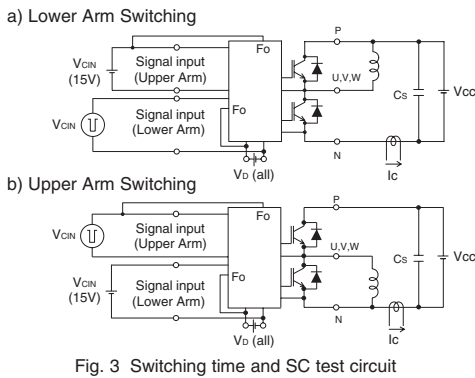 a) Lower Arm Switching
VCIN
(15V)
Signal input
(Upper Arm)
Fo
P
U,V,W
CS
Vcc
VCIN
Signal input
(Lower Arm)
Fo
N
Ic
VD (all)
b) Upper Arm Switching
VCIN
Signal input
(Upper Arm)
Fo
P
U,V,W
CS
Vcc
VCIN
(15V)
Signal input
(Lower Arm)
Fo
N
Ic
VD (all)
Fig. 3 Switching time and SC test circuit